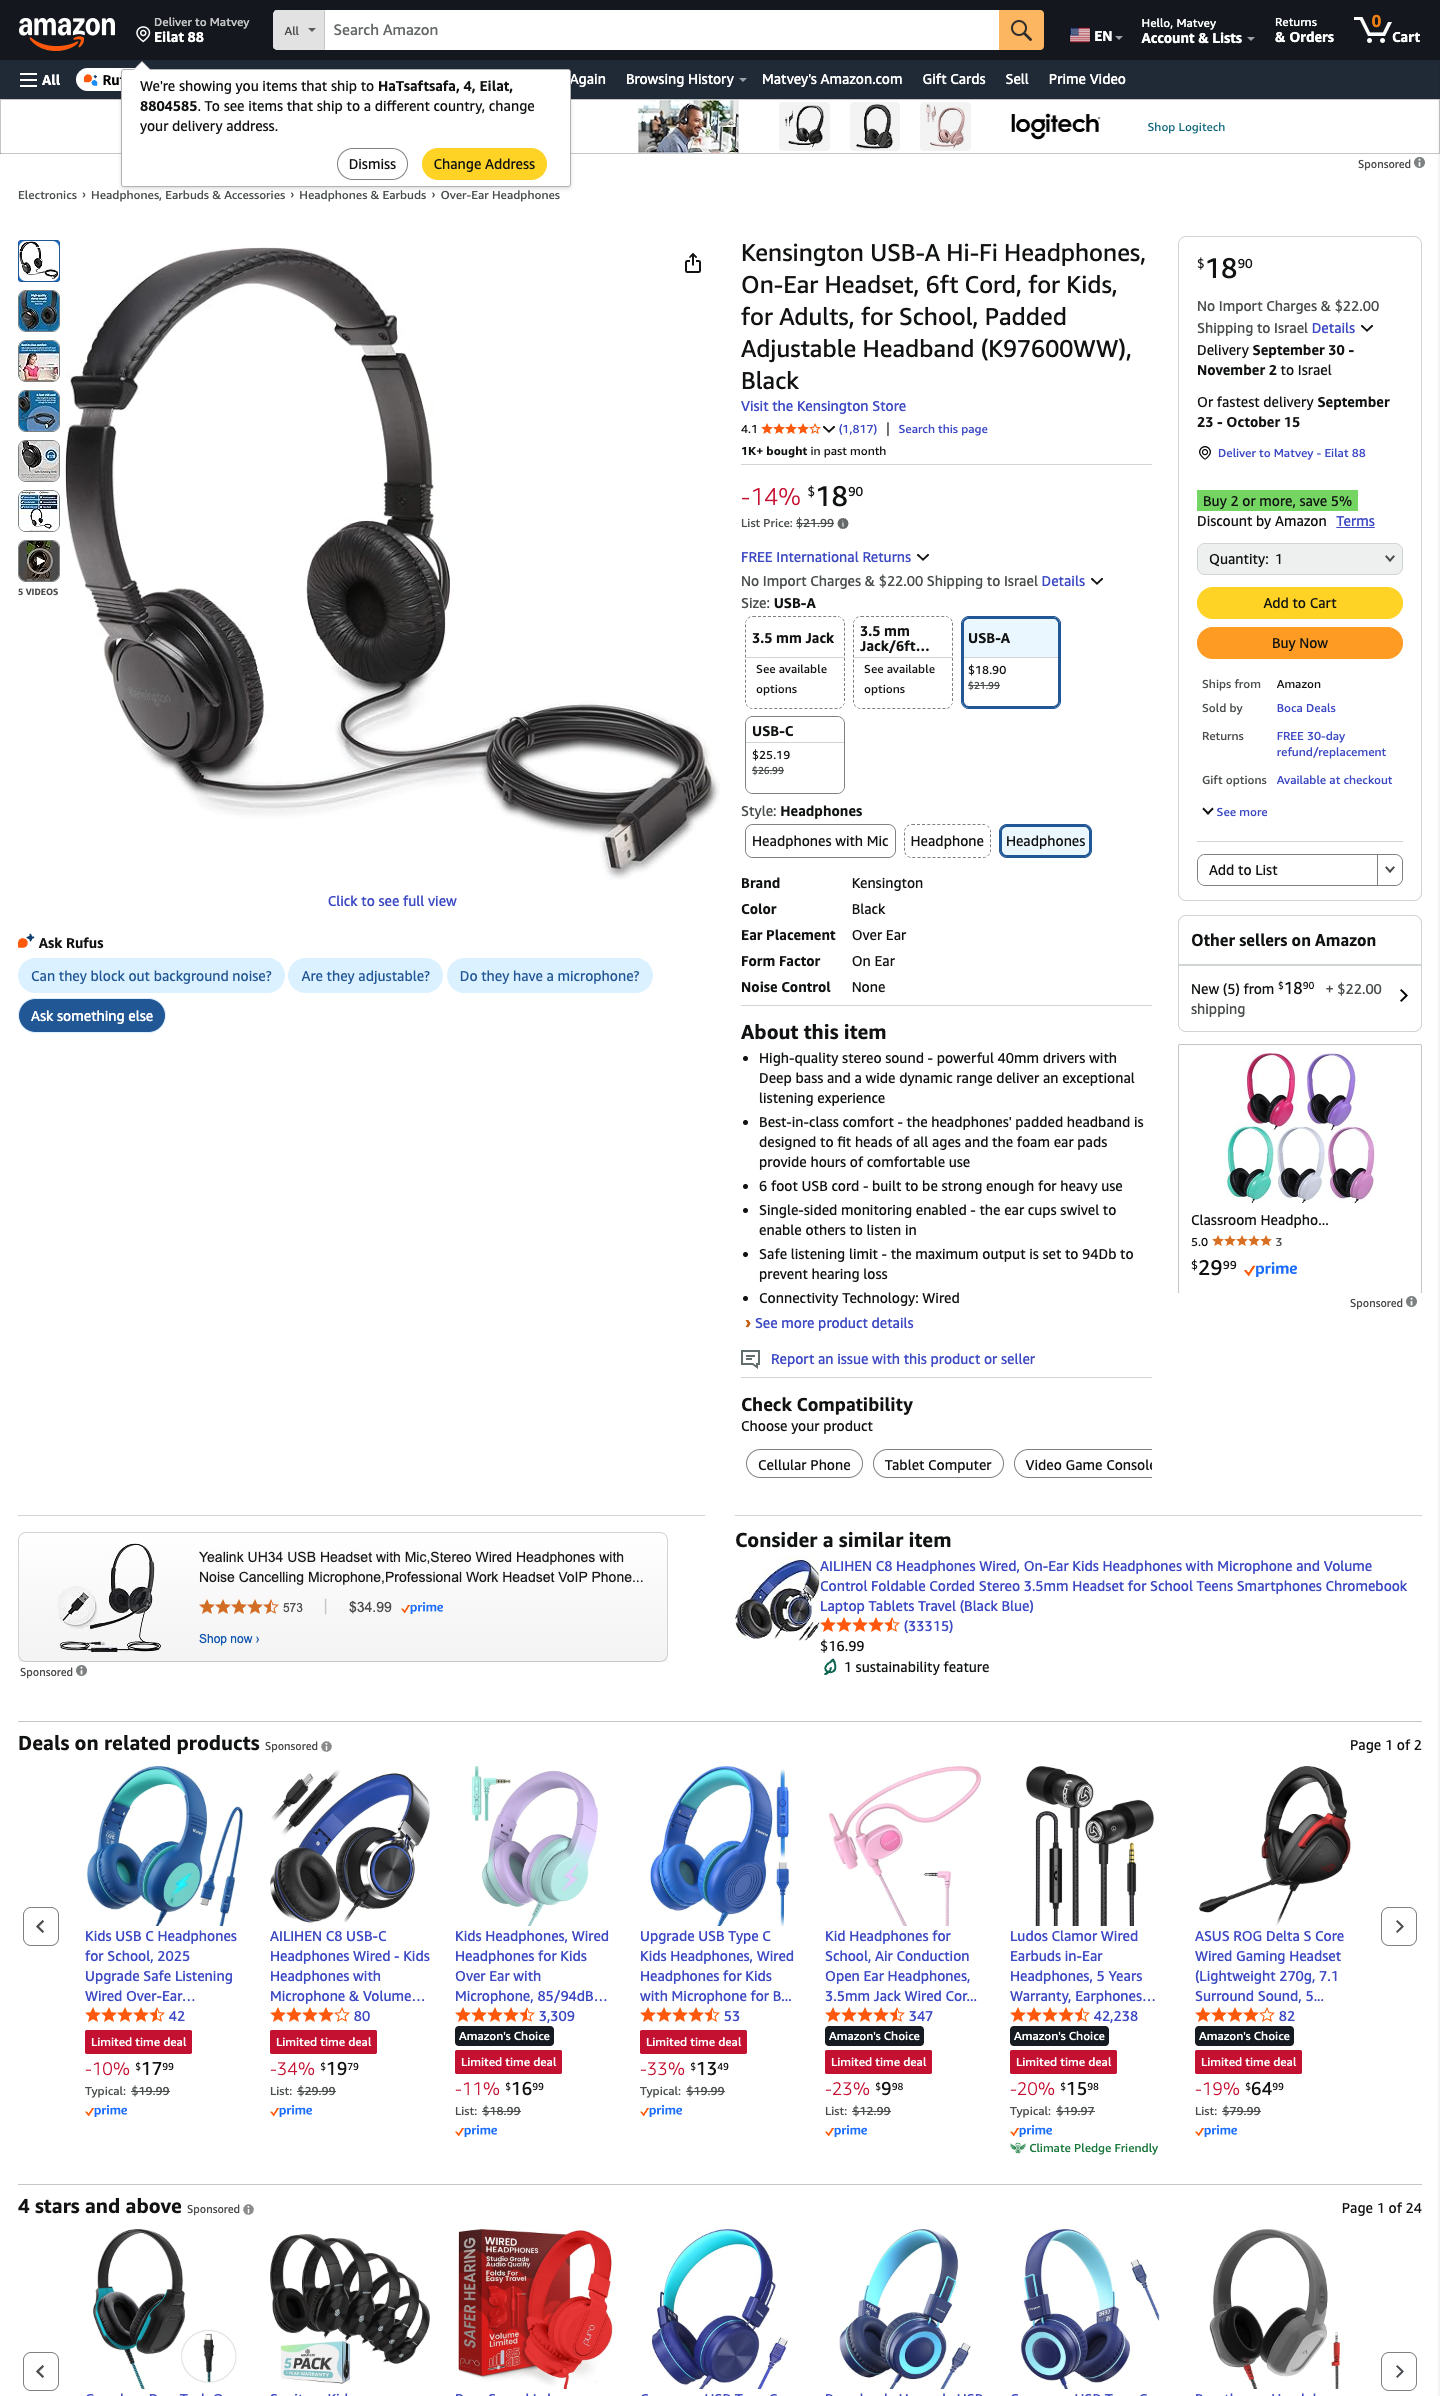 amazon
Deliver to Matvey
Eilat 88
All
Search Amazon
EN
Hello, Matvey
Account & Lists
Returns
& Orders
0
Cart
All
Ru
Again
Browsing History
Matvey's Amazon.com
Gift Cards
Sell
Prime Video
We're showing you items that ship to HaTsaftsafa, 4, Eilat,
8804585. To see items that ship to a different country, change
your delivery address.
Dismiss
Change Address
logitech
Shop Logitech
Sponsored
Electronics › Headphones, Earbuds & Accessories › Headphones & Earbuds › Over-Ear Headphones
5 VIDEOS
Kensington
Click to see full view
Ask Rufus
Can they block out background noise?
Are they adjustable?
Do they have a microphone?
Ask something else
Kensington USB-A Hi-Fi Headphones,
On-Ear Headset, 6ft Cord, for Kids,
for Adults, for School, Padded
Adjustable Headband (K97600WW),
Black
Visit the Kensington Store
4.1 (1,817) | Search this page
1K+ bought in past month
-14% $18.90
List Price: $21.99
FREE International Returns
No Import Charges & $22.00 Shipping to Israel Details
Size: USB-A
3.5 mm Jack
See available
options
3.5 mm
Jack/6ft...
See available
options
USB-A
$18.90
$21.99
USB-C
$25.19
$26.99
Style: Headphones
Headphones with Mic
Headphone
Headphones
Brand Kensington
Color Black
Ear Placement Over Ear
Form Factor On Ear
Noise Control None
About this item
• High-quality stereo sound - powerful 40mm drivers with
Deep bass and a wide dynamic range deliver an exceptional
listening experience
• Best-in-class comfort - the headphones' padded headband is
designed to fit heads of all ages and the foam ear pads
provide hours of comfortable use
• 6 foot USB cord - built to be strong enough for heavy use
• Single-sided monitoring enabled - the ear cups swivel to
enable others to listen in
• Safe listening limit - the maximum output is set to 94Db to
prevent hearing loss
• Connectivity Technology: Wired
› See more product details
Report an issue with this product or seller
Check Compatibility
Choose your product
Cellular Phone
Tablet Computer
Video Game Console
$18.90
No Import Charges & $22.00
Shipping to Israel Details
Delivery September 30 -
November 2 to Israel
Or fastest delivery September
23 - October 15
Deliver to Matvey - Eilat 88
Buy 2 or more, save 5%
Discount by Amazon Terms
Quantity: 1
Add to Cart
Buy Now
Ships from Amazon
Sold by Boca Deals
Returns FREE 30-day
refund/replacement
Gift options Available at checkout
See more
Add to List
Other sellers on Amazon
New (5) from $18.90 + $22.00
shipping
Classroom Headpho...
5.0 3
$29.99 prime
Sponsored
Yealink UH34 USB Headset with Mic,Stereo Wired Headphones with
Noise Cancelling Microphone,Professional Work Headset VoIP Phone...
573 | $34.99 prime
Shop now ›
Sponsored
Consider a similar item
AILIHEN C8 Headphones Wired, On-Ear Kids Headphones with Microphone and Volume
Control Foldable Corded Stereo 3.5mm Headset for School Teens Smartphones Chromebook
Laptop Tablets Travel (Black Blue)
(33315)
$16.99
1 sustainability feature
Deals on related products Sponsored
Page 1 of 2
Kids USB C Headphones
for School, 2025
Upgrade Safe Listening
Wired Over-Ear...
42
Limited time deal
-10% $17.99
Typical: $19.99
prime
AILIHEN C8 USB-C
Headphones Wired - Kids
Headphones with
Microphone & Volume...
80
Limited time deal
-34% $19.79
List: $29.99
prime
Kids Headphones, Wired
Headphones for Kids
Over Ear with
Microphone, 85/94dB...
3,309
Amazon's Choice
Limited time deal
-11% $16.99
List: $18.99
prime
Upgrade USB Type C
Kids Headphones, Wired
Headphones for Kids
with Microphone for B...
53
Limited time deal
-33% $13.49
Typical: $19.99
prime
Kid Headphones for
School, Air Conduction
Open Ear Headphones,
3.5mm Jack Wired Cor...
347
Amazon's Choice
Limited time deal
-23% $9.98
List: $12.99
prime
Ludos Clamor Wired
Earbuds in-Ear
Headphones, 5 Years
Warranty, Earphones...
42,238
Amazon's Choice
Limited time deal
-20% $15.98
Typical: $19.97
prime
Climate Pledge Friendly
ASUS ROG Delta S Core
Wired Gaming Headset
(Lightweight 270g, 7.1
Surround Sound, 5...
82
Amazon's Choice
Limited time deal
-19% $64.99
List: $79.99
prime
4 stars and above Sponsored
Page 1 of 24
5 PACK
SAFER HEARING
WIRED
HEADPHONES
Studio Grade
Audio Quality
Folds For
Easy Travel
Volume
Limited
puro